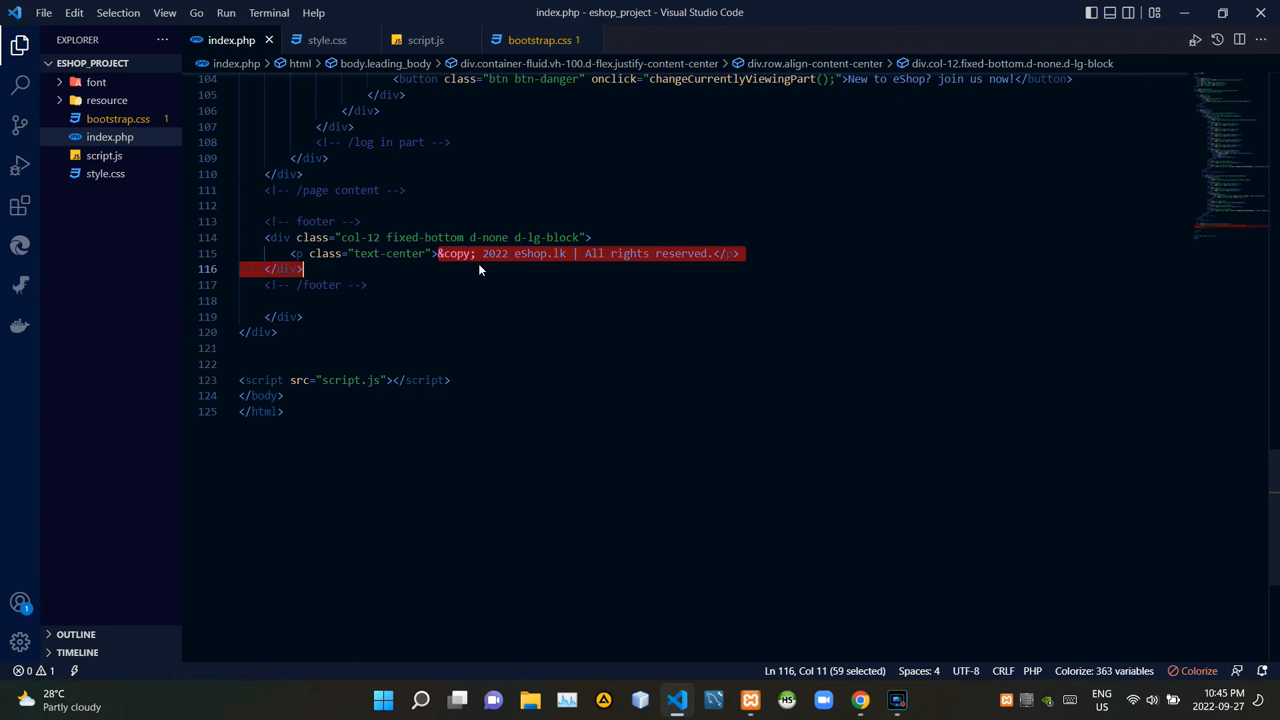 File Edit Selection View Go Run Terminal Help
index.php - eshop_project - Visual Studio Code
EXPLORER
index.php
style.css
script.js
bootstrap.css 1
ESHOP_PROJECT
index.php > html > body.leading_body > div.container-fluid.vh-100.d-flex.justify-content-center > div.row.align-content-center > div.col-12.fixed-bottom.d-none.d-lg-block
font
resource
bootstrap.css 1
index.php
script.js
style.css
104 <button class="btn btn-danger" onclick="changeCurrentlyViewingPart();">New to eShop? join us now!</button>
105 </div>
106 </div>
107 </div>
108 <!-- /log in part -->
109 </div>
110 </div>
111 <!-- /page content -->
112
113 <!-- footer -->
114 <div class="col-12 fixed-bottom d-none d-lg-block">
115 <p class="text-center">&copy; 2022 eShop.lk | All rights reserved.</p>
116 </div>
117 <!-- /footer -->
118
119 </div>
120 </div>
121
122
123 <script src="script.js"></script>
124 </body>
125 </html>
OUTLINE
TIMELINE
0 1
Ln 116, Col 11 (59 selected) Spaces: 4 UTF-8 CRLF PHP Colorize: 363 variables Colorize
28°C
Partly cloudy
ENG
US
10:45 PM
2022-09-27